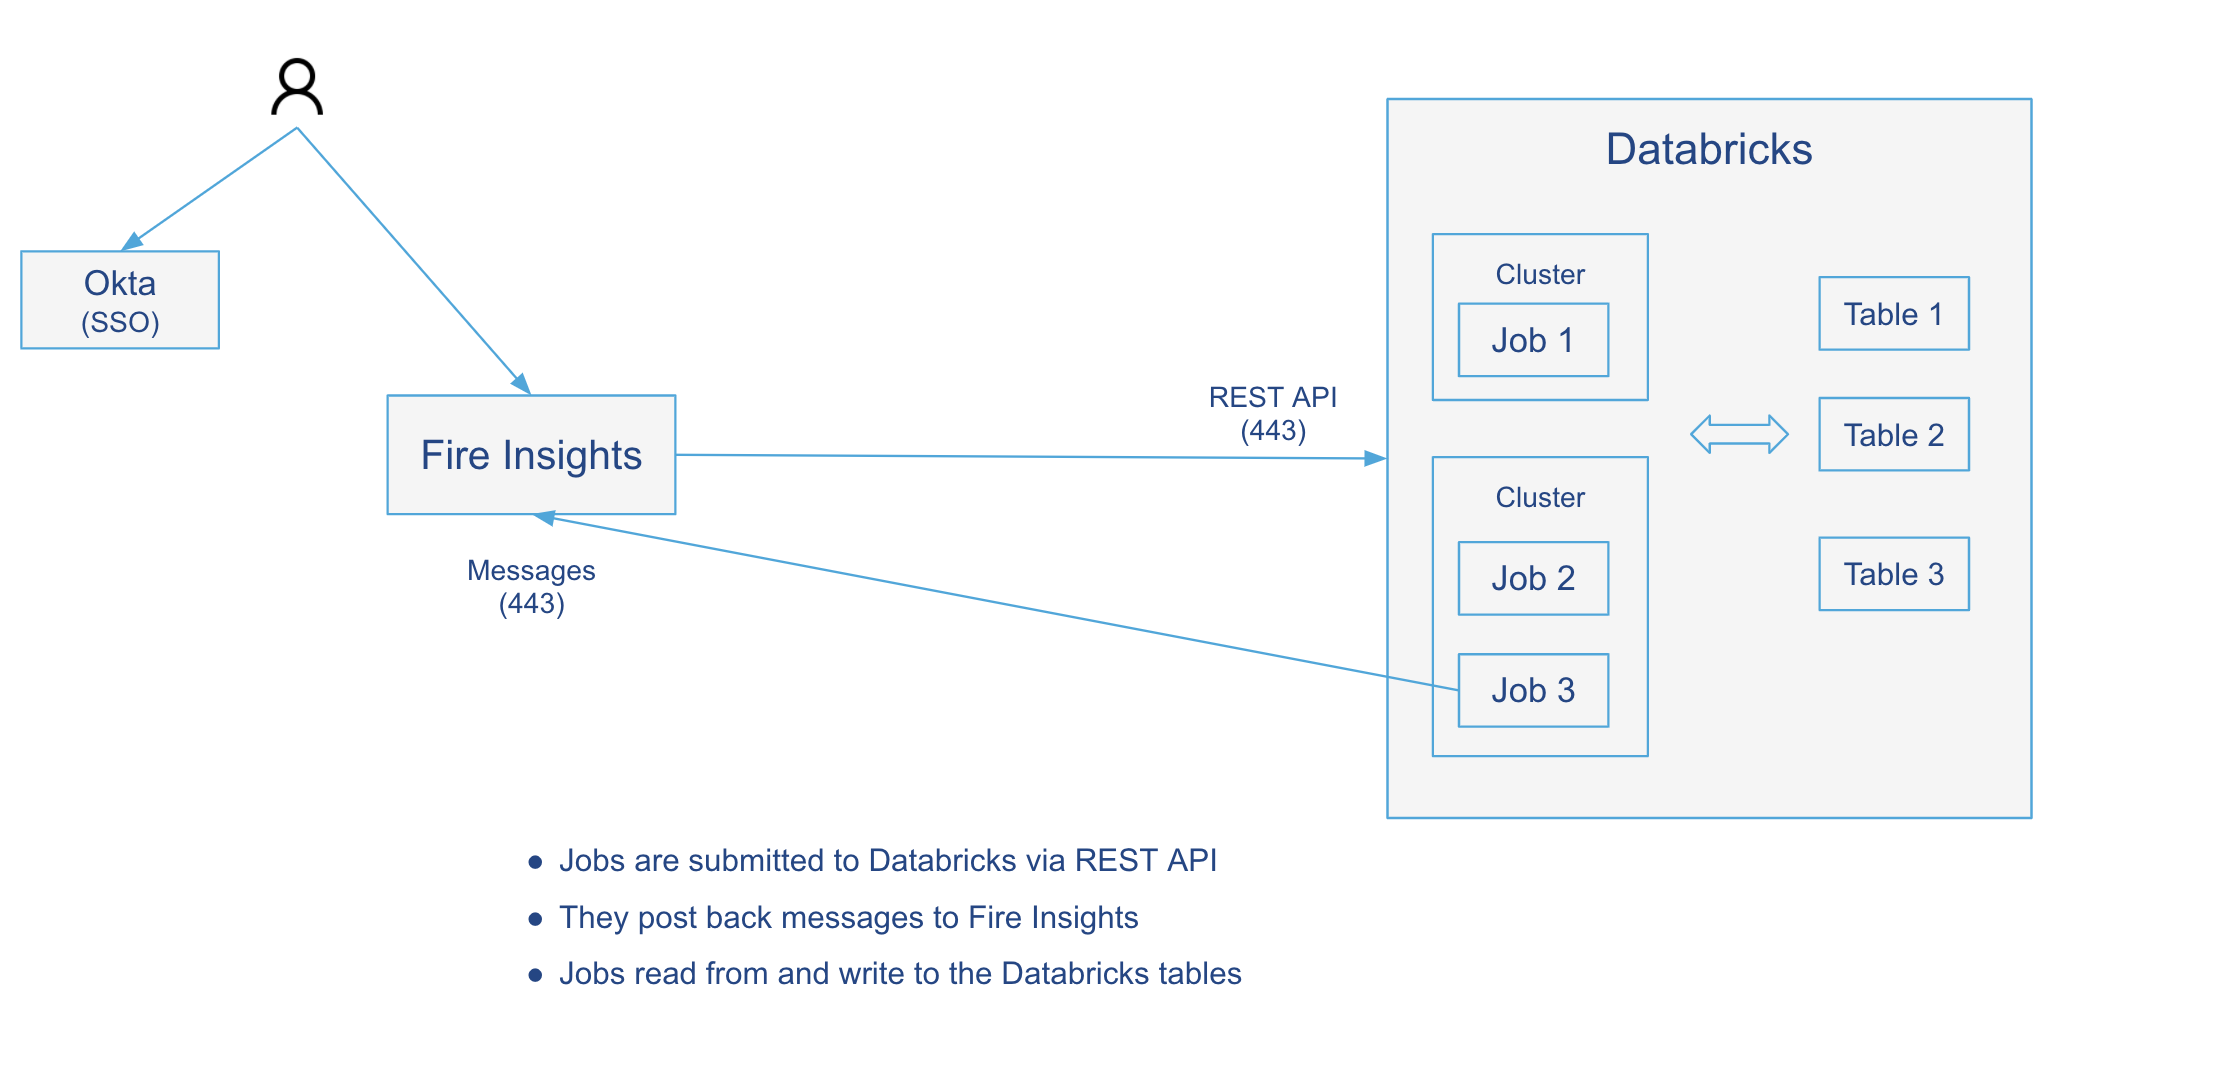 Okta
(SSO)
Fire Insights
REST API
(443)
Messages
(443)
Databricks
Cluster
Job 1
Cluster
Job 2
Job 3
Table 1
Table 2
Table 3
● Jobs are submitted to Databricks via REST API
● They post back messages to Fire Insights
● Jobs read from and write to the Databricks tables